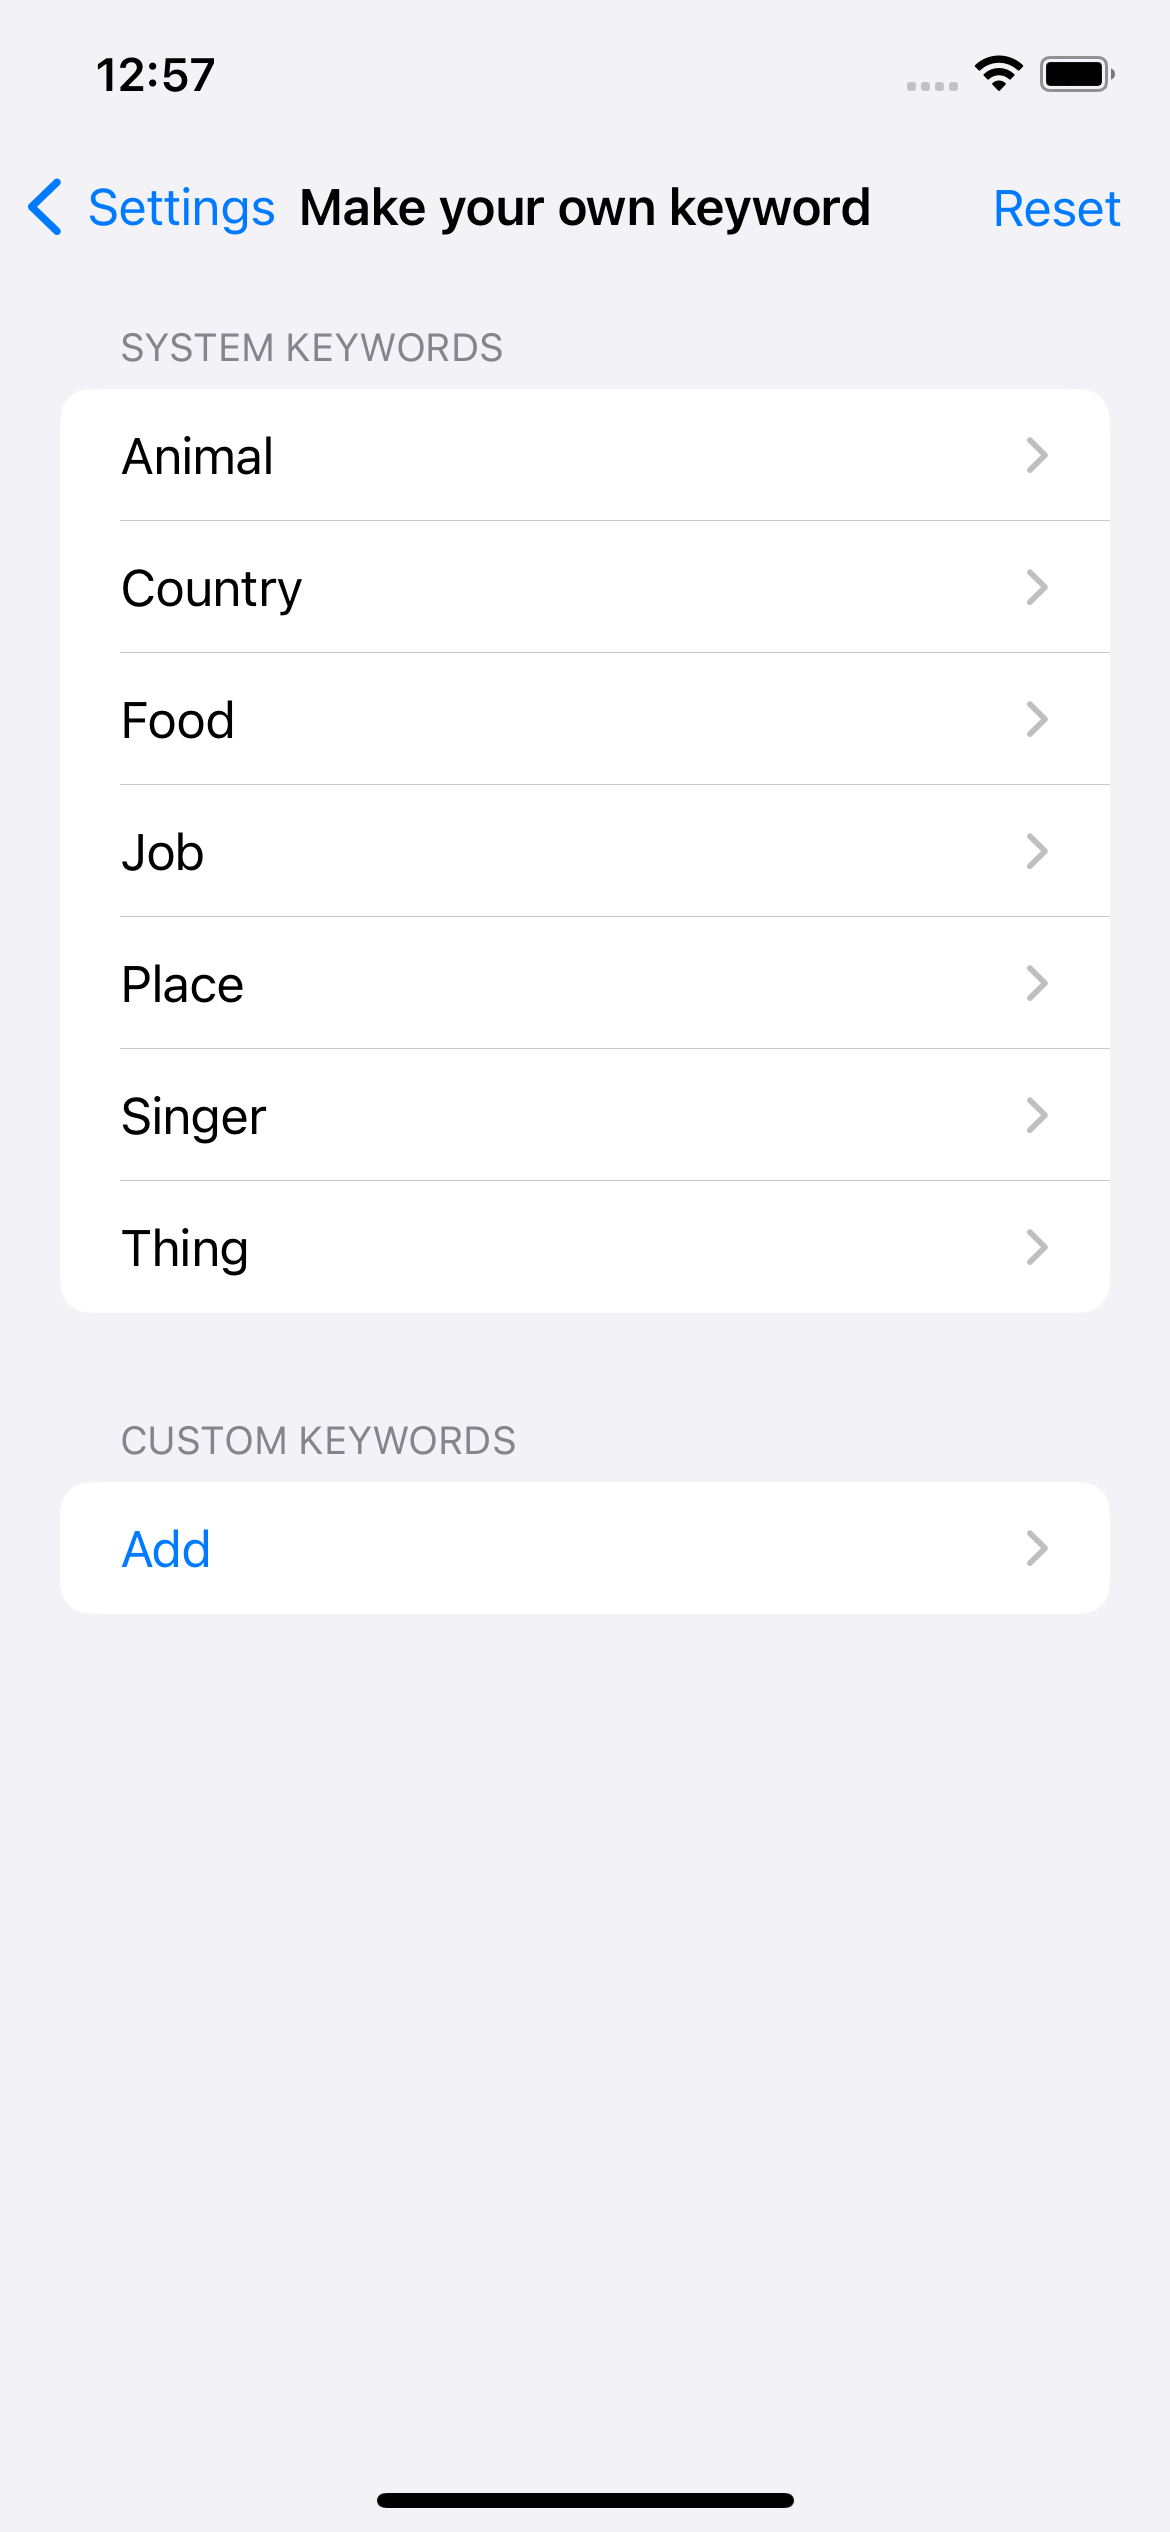 12:57
Settings Make your own keyword Reset
SYSTEM KEYWORDS
Animal
Country
Food
Job
Place
Singer
Thing
CUSTOM KEYWORDS
Add